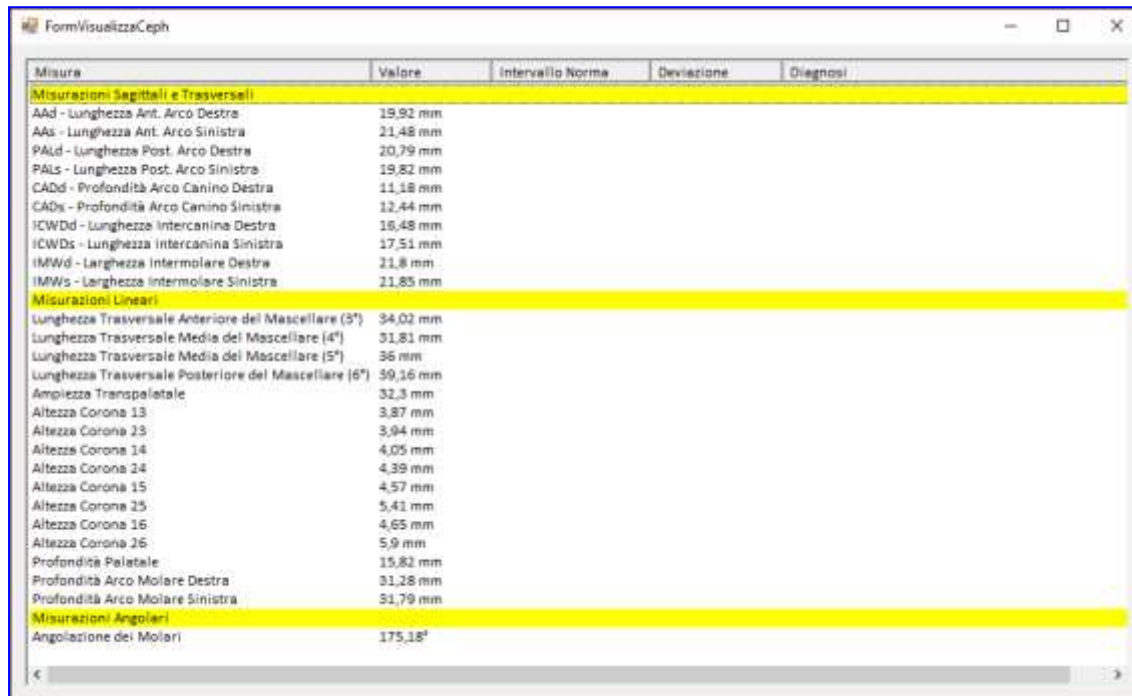 FormVisualizzaCeph
Misura Valore Intervallo Norma Deviazione Diagnosi
Misurazioni Sagittali e Trasversali
AAd - Lunghezza Ant. Arco Destra 19,92 mm
AAs - Lunghezza Ant. Arco Sinistra 21,48 mm
PALd - Lunghezza Post. Arco Destra 20,79 mm
PALs - Lunghezza Post. Arco Sinistra 19,82 mm
CADd - Profondità Arco Canino Destra 11,18 mm
CADs - Profondità Arco Canino Sinistra 12,44 mm
ICWDd - Lunghezza Intercanina Destra 16,48 mm
ICWDs - Lunghezza Intercanina Sinistra 17,51 mm
IMWd - Larghezza Intermolare Destra 21,8 mm
IMWs - Larghezza Intermolare Sinistra 21,85 mm
Misurazioni Lineari
Lunghezza Trasversale Anteriore del Mascellare (3°) 34,02 mm
Lunghezza Trasversale Media del Mascellare (4°) 31,81 mm
Lunghezza Trasversale Media del Mascellare (5°) 36 mm
Lunghezza Trasversale Posteriore del Mascellare (6°) 39,16 mm
Ampiezza Transpalatale 32,3 mm
Altezza Corona 13 3,87 mm
Altezza Corona 23 3,94 mm
Altezza Corona 14 4,05 mm
Altezza Corona 24 4,39 mm
Altezza Corona 15 4,57 mm
Altezza Corona 25 5,41 mm
Altezza Corona 16 4,65 mm
Altezza Corona 26 5,9 mm
Profondità Palatale 15,82 mm
Profondità Arco Molare Destra 31,28 mm
Profondità Arco Molare Sinistra 31,79 mm
Misurazioni Angolari
Angolazione dei Molari 175,18°